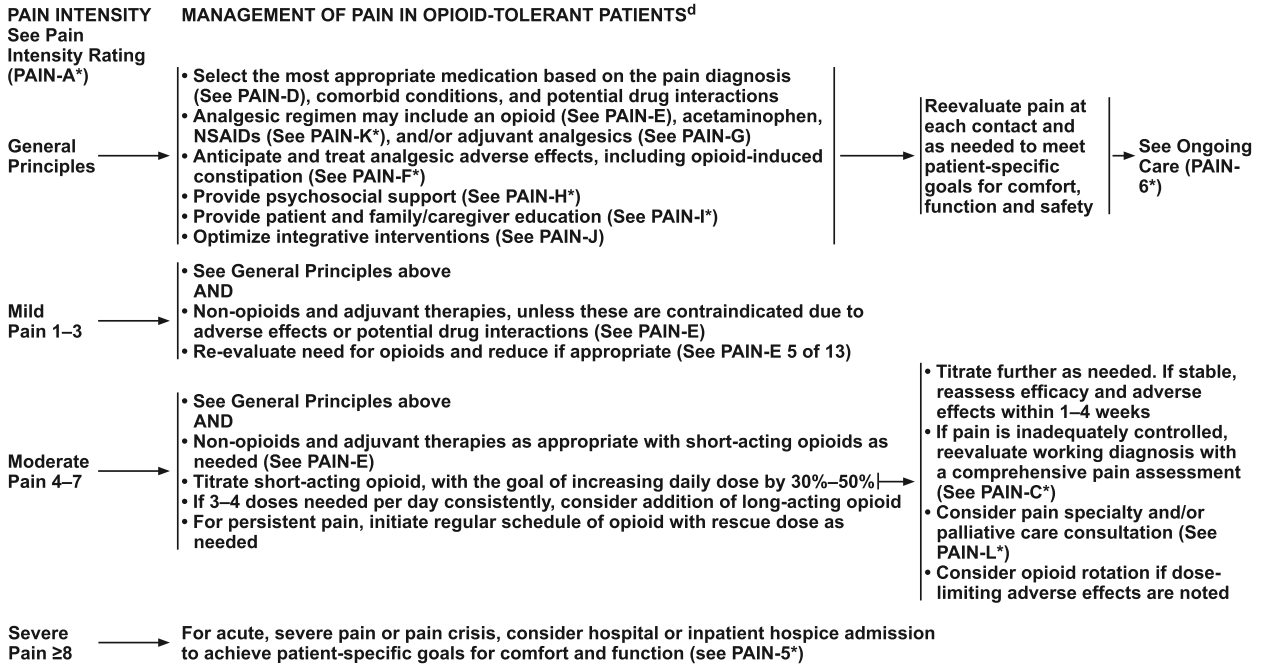 PAIN INTENSITY
See Pain
Intensity Rating
(PAIN-A*)
MANAGEMENT OF PAIN IN OPIOID-TOLERANT PATIENTSd
General
Principles
• Select the most appropriate medication based on the pain diagnosis
(See PAIN-D), comorbid conditions, and potential drug interactions
• Analgesic regimen may include an opioid (See PAIN-E), acetaminophen,
NSAIDs (See PAIN-K*), and/or adjuvant analgesics (See PAIN-G)
• Anticipate and treat analgesic adverse effects, including opioid-induced
constipation (See PAIN-F*)
• Provide psychosocial support (See PAIN-H*)
• Provide patient and family/caregiver education (See PAIN-I*)
• Optimize integrative interventions (See PAIN-J)
Reevaluate pain at
each contact and
as needed to meet
patient-specific
goals for comfort,
function and safety
See Ongoing
Care (PAIN-
6*)
Mild
Pain 1–3
• See General Principles above
AND
• Non-opioids and adjuvant therapies, unless these are contraindicated due to
adverse effects or potential drug interactions (See PAIN-E)
• Re-evaluate need for opioids and reduce if appropriate (See PAIN-E 5 of 13)
Moderate
Pain 4–7
• See General Principles above
AND
• Non-opioids and adjuvant therapies as appropriate with short-acting opioids as
needed (See PAIN-E)
• Titrate short-acting opioid, with the goal of increasing daily dose by 30%–50%
• If 3–4 doses needed per day consistently, consider addition of long-acting opioid
• For persistent pain, initiate regular schedule of opioid with rescue dose as
needed
• Titrate further as needed. If stable,
reassess efficacy and adverse
effects within 1–4 weeks
• If pain is inadequately controlled,
reevaluate working diagnosis with
a comprehensive pain assessment
(See PAIN-C*)
• Consider pain specialty and/or
palliative care consultation (See
PAIN-L*)
• Consider opioid rotation if dose-
limiting adverse effects are noted
Severe
Pain ≥8
For acute, severe pain or pain crisis, consider hospital or inpatient hospice admission
to achieve patient-specific goals for comfort and function (see PAIN-5*)